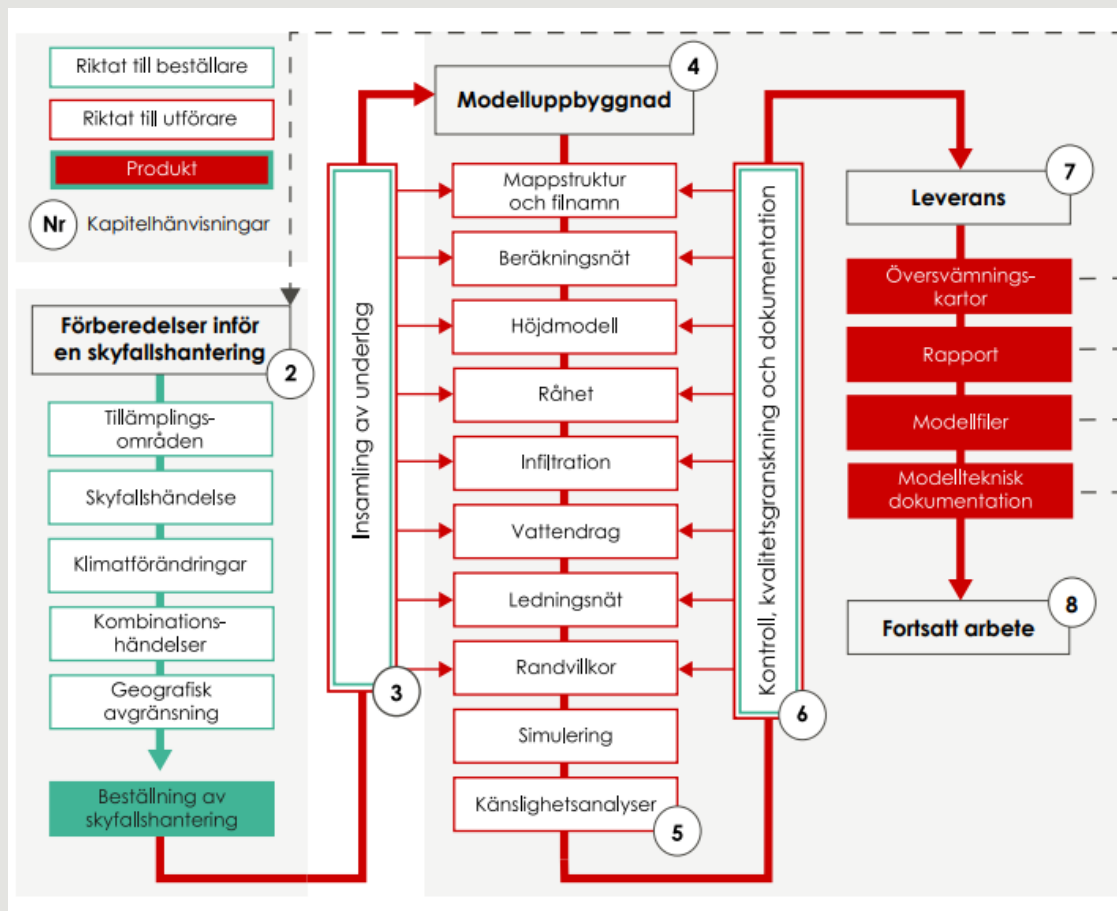 Riktat till beställare
Riktat till utförare
Produkt
Nr
Kapitelhänvisningar
Förberedelser inför
en skyfallshantering
2
Tillämplings-
områden
Skyfallshändelse
Klimatförändringar
Kombinations-
händelser
Geografisk
avgränsning
Beställning av
skyfallshantering
Insamling av underlag
3
Modelluppbyggnad
4
Mappstruktur
och filnamn
Beräkningsnät
Höjdmodell
Råhet
Infiltration
Vattendrag
Ledningsnät
Randvillkor
Simulering
Känslighetsanalyser
5
Kontroll, kvalitetsgranskning och dokumentation
6
Leverans
7
Översvämnings-
kartor
Rapport
Modellfiler
Modellteknisk
dokumentation
Fortsatt arbete
8